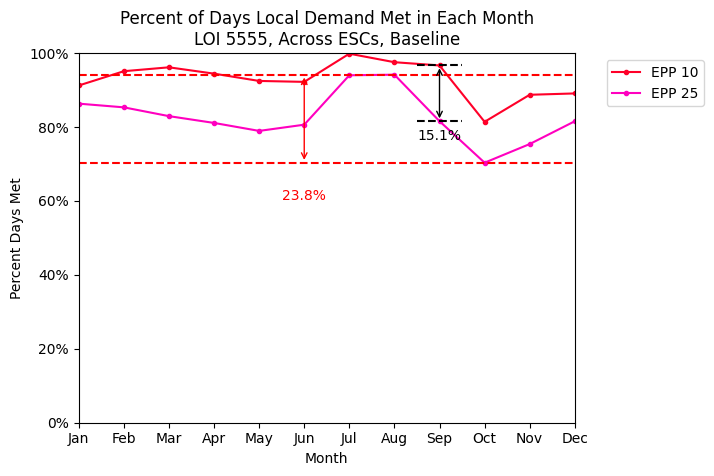 Percent of Days Local Demand Met in Each Month
LOI 5555, Across ESCs, Baseline
100%
80%
60%
40%
20%
0%
Percent Days Met
23.8%
15.1%
EPP 10
EPP 25
Jan Feb Mar Apr May Jun Jul Aug Sep Oct Nov Dec
Month